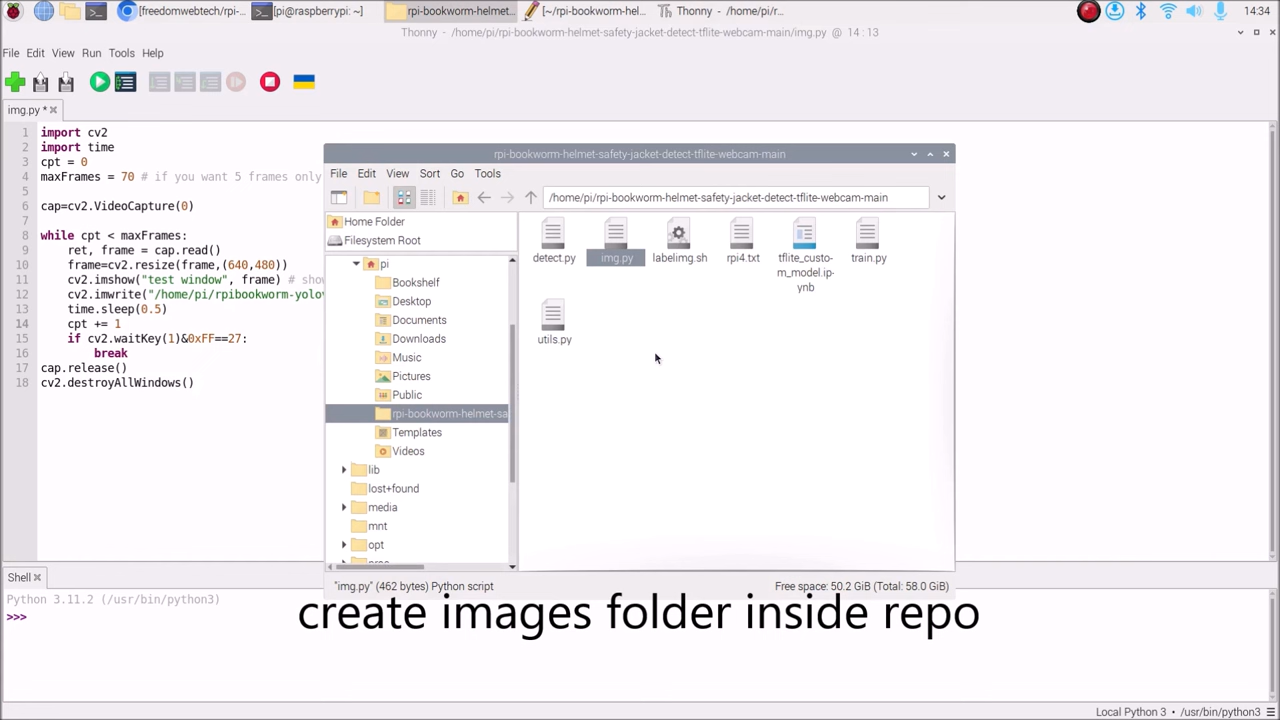 [freedomwebtech/rpi-...
[pi@raspberrypi: ~]
rpi-bookworm-helmet...
[~/rpi-bookworm-hel...
Thonny - /home/pi/r...
14:34
Thonny - /home/pi/rpi-bookworm-helmet-safety-jacket-detect-tflite-webcam-main/img.py @ 14 : 13
File Edit View Run Tools Help
img.py *
1 import cv2
2 import time
3 cpt = 0
4 maxFrames = 70 # if you want 5 frames only
5
6 cap=cv2.VideoCapture(0)
7
8 while cpt < maxFrames:
9 ret, frame = cap.read()
10 frame=cv2.resize(frame,(640,480))
11 cv2.imshow("test window", frame) # sho
12 cv2.imwrite("/home/pi/rpibookworm-yolov
13 time.sleep(0.5)
14 cpt += 1
15 if cv2.waitKey(1)&0xFF==27:
16 break
17 cap.release()
18 cv2.destroyAllWindows()
rpi-bookworm-helmet-safety-jacket-detect-tflite-webcam-main
File Edit View Sort Go Tools
/home/pi/rpi-bookworm-helmet-safety-jacket-detect-tflite-webcam-main
Home Folder
Filesystem Root
pi
Bookshelf
Desktop
Documents
Downloads
Music
Pictures
Public
rpi-bookworm-helmet-sa
Templates
Videos
lib
lost+found
media
mnt
opt
detect.py
img.py
labelimg.sh
rpi4.txt
tflite_custo-
m_model.ip-
ynb
train.py
utils.py
"img.py" (462 bytes) Python script
Free space: 50.2 GiB (Total: 58.0 GiB)
Shell
Python 3.11.2 (/usr/bin/python3)
>>>
create images folder inside repo
Local Python 3 • /usr/bin/python3